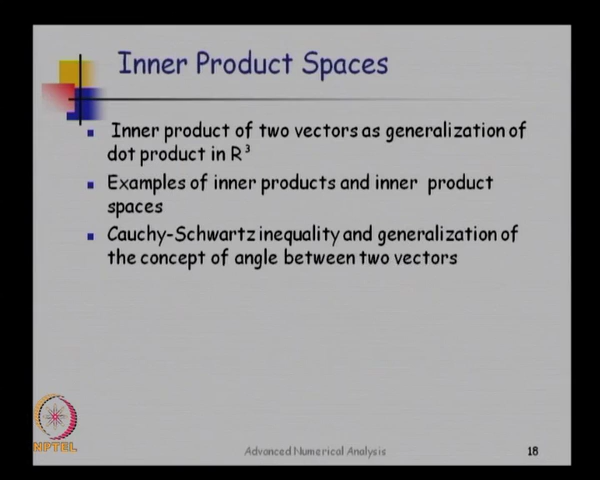 Inner Product Spaces
Inner product of two vectors as generalization of
dot product in R³
Examples of inner products and inner product
spaces
Cauchy-Schwartz inequality and generalization of
the concept of angle between two vectors
NPTEL
Advanced Numerical Analysis
18